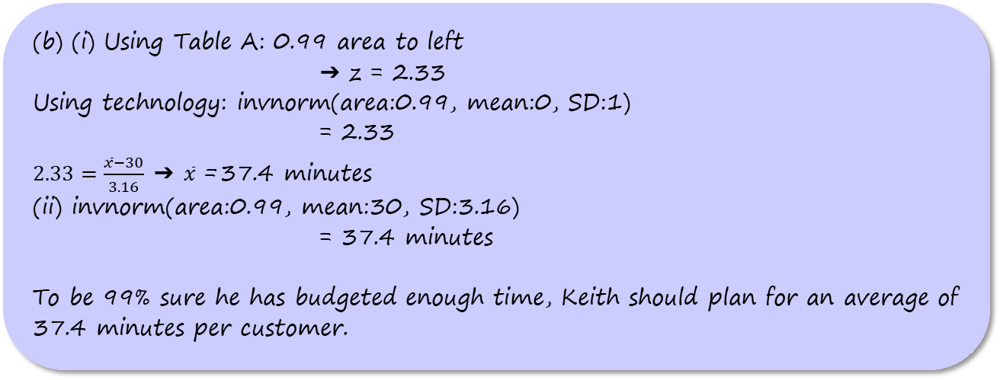 (b) (i) Using Table A: 0.99 area to left
➔ z = 2.33
Using technology: invnorm(area:0.99, mean:0, SD:1)
= 2.33
2.33 = (x̄−30)/3.16 ➔ x̄ = 37.4 minutes
(ii) invnorm(area:0.99, mean:30, SD:3.16)
= 37.4 minutes
To be 99% sure he has budgeted enough time, Keith should plan for an average of
37.4 minutes per customer.